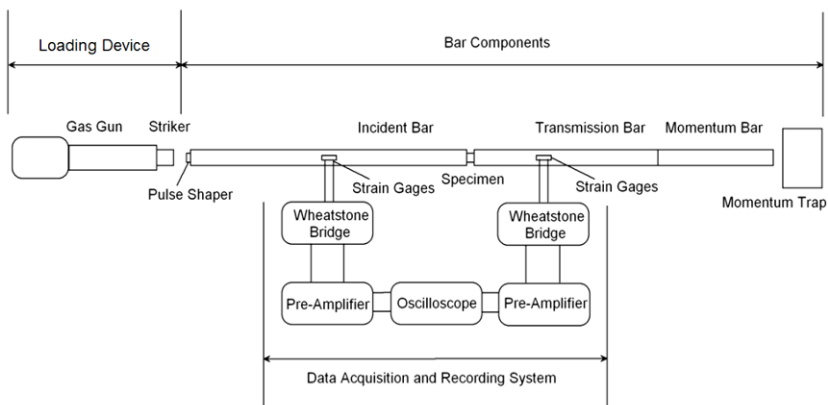 Loading Device
Bar Components
Gas Gun
Striker
Incident Bar
Transmission Bar
Momentum Bar
Pulse Shaper
Strain Gages
Specimen
Strain Gages
Momentum Trap
Wheatstone
Bridge
Wheatstone
Bridge
Pre-Amplifier
Oscilloscope
Pre-Amplifier
Data Acquisition and Recording System